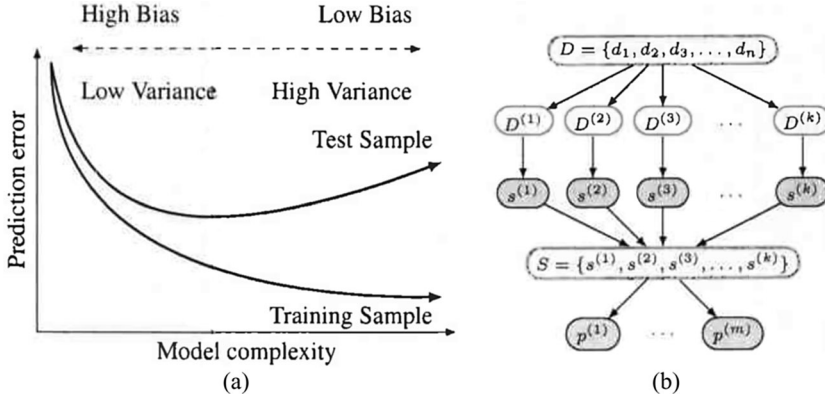 High Bias Low Bias
Low Variance High Variance
Test Sample
Prediction error
Training Sample
Model complexity
(a)
D = {d₁, d₂, d₃, . . . , dₙ}
D⁽¹⁾ D⁽²⁾ D⁽³⁾ . . . D⁽ᵏ⁾
s⁽¹⁾ s⁽²⁾ s⁽³⁾ . . . s⁽ᵏ⁾
S = {s⁽¹⁾, s⁽²⁾, s⁽³⁾, . . . , s⁽ᵏ⁾}
p⁽¹⁾ . . . p⁽ᵐ⁾
(b)